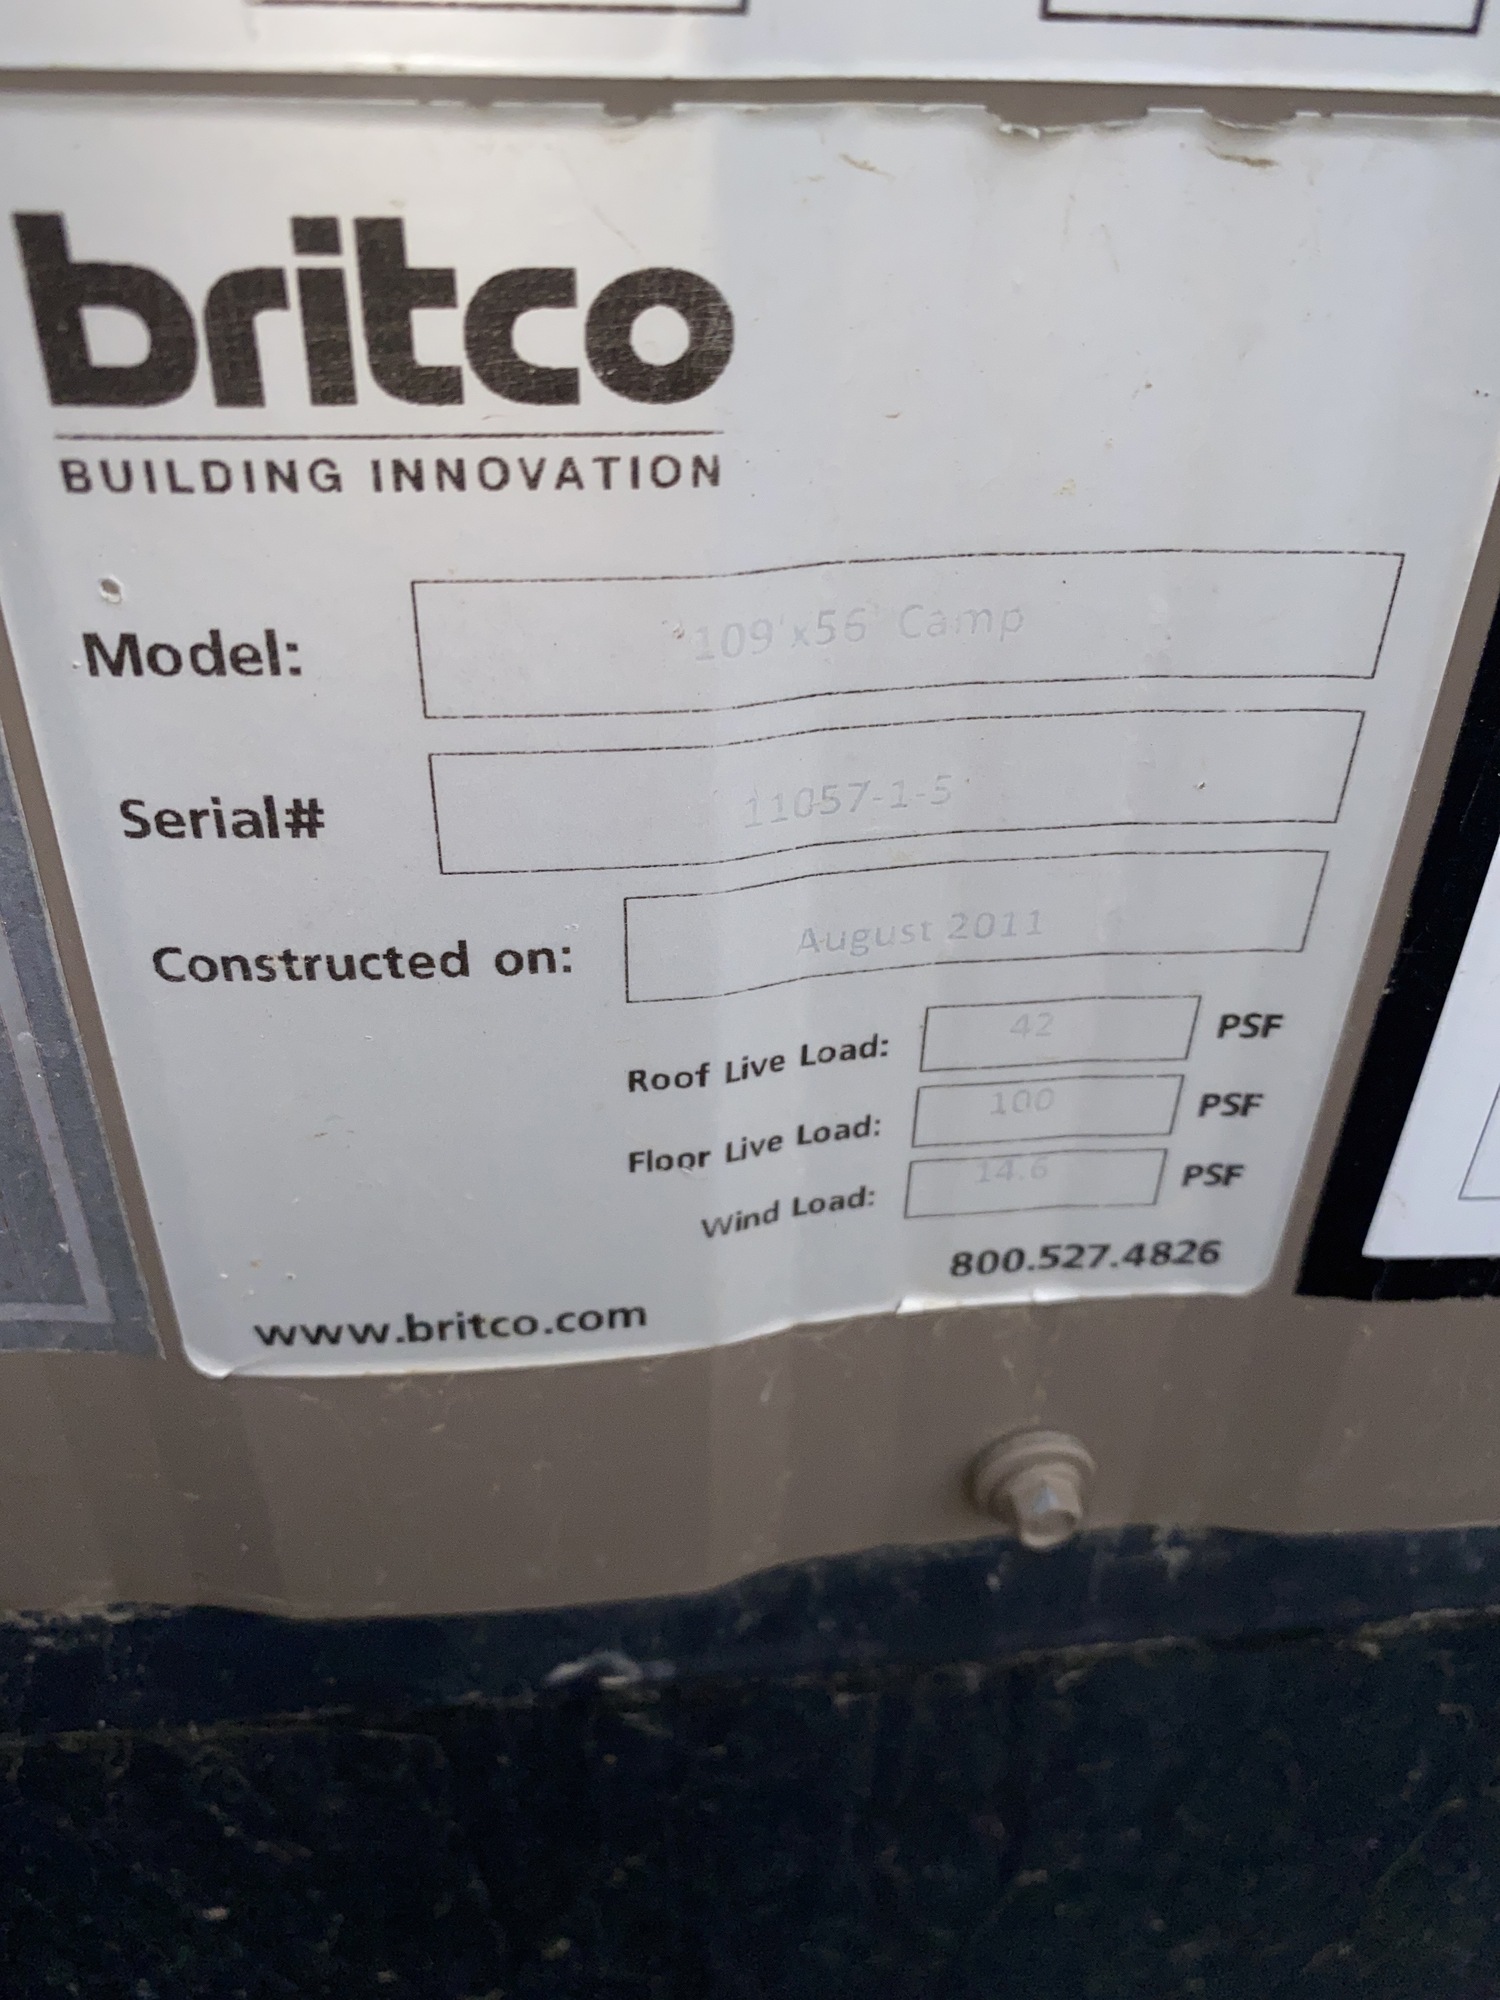 britco
BUILDING INNOVATION
Model: 109'x56' Camp
Serial# 11057-1-5
Constructed on: August 2011
Roof Live Load: 42 PSF
Floor Live Load: 100 PSF
Wind Load: 14.6 PSF
800.527.4826
www.britco.com